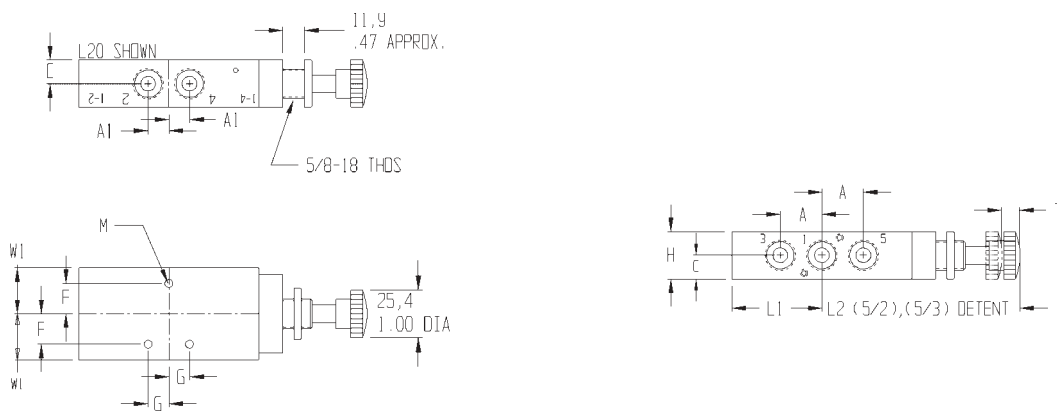 11,9
.47 APPROX.
L20 SHOWN
C
1-2 2 4 1-4
A1
A1
5/8-18 THDS
A
A
M
3 1 5
H
C
W1
F
F
W1
25,4
1.00 DIA
L1 L2 (5/2),(5/3) DETENT
G
G